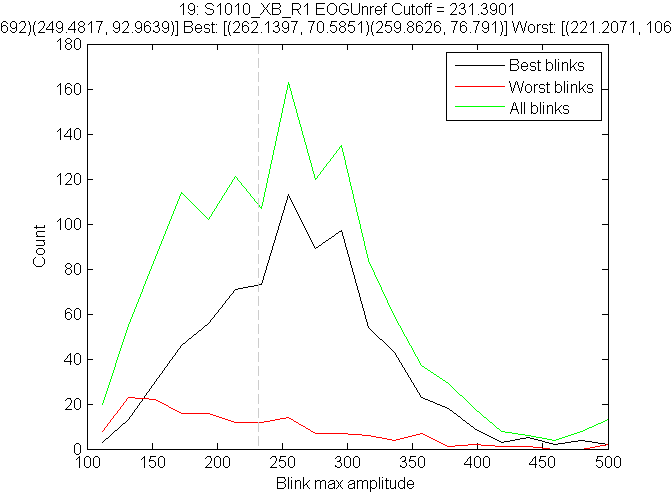 19: S1010_XB_R1 EOGUnref Cutoff = 231.3901
692)(249.4817, 92.9639)] Best: [(262.1397, 70.5851)(259.8626, 76.791)] Worst: [(221.2071, 106
180
160
140
120
100
80
60
40
20
0
Count
Best blinks
Worst blinks
All blinks
100 150 200 250 300 350 400 450 500
Blink max amplitude